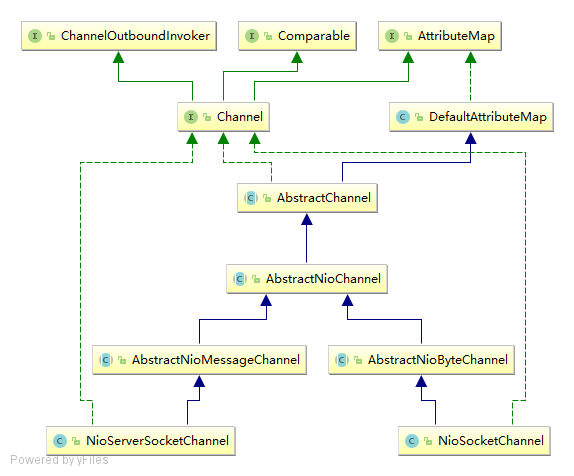 I ChannelOutboundInvoker
I Comparable
I AttributeMap
I Channel
C DefaultAttributeMap
C AbstractChannel
C AbstractNioChannel
C AbstractNioMessageChannel
C AbstractNioByteChannel
C NioServerSocketChannel
C NioSocketChannel
Powered by yFiles